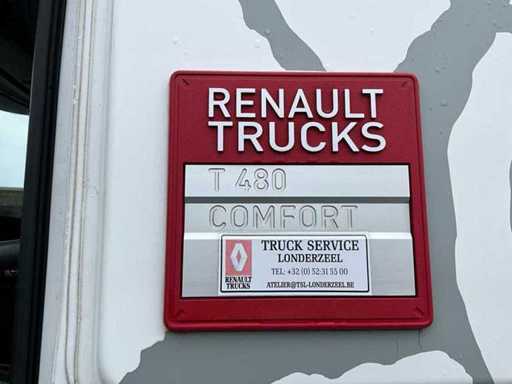 RENAULT
TRUCKS
T 480
COMFORT
TRUCK SERVICE
LONDERZEEL
TEL: +32 (0) 52 31 55 00
ATELIER@TSL-LONDERZEEL.BE
RENAULT
TRUCKS